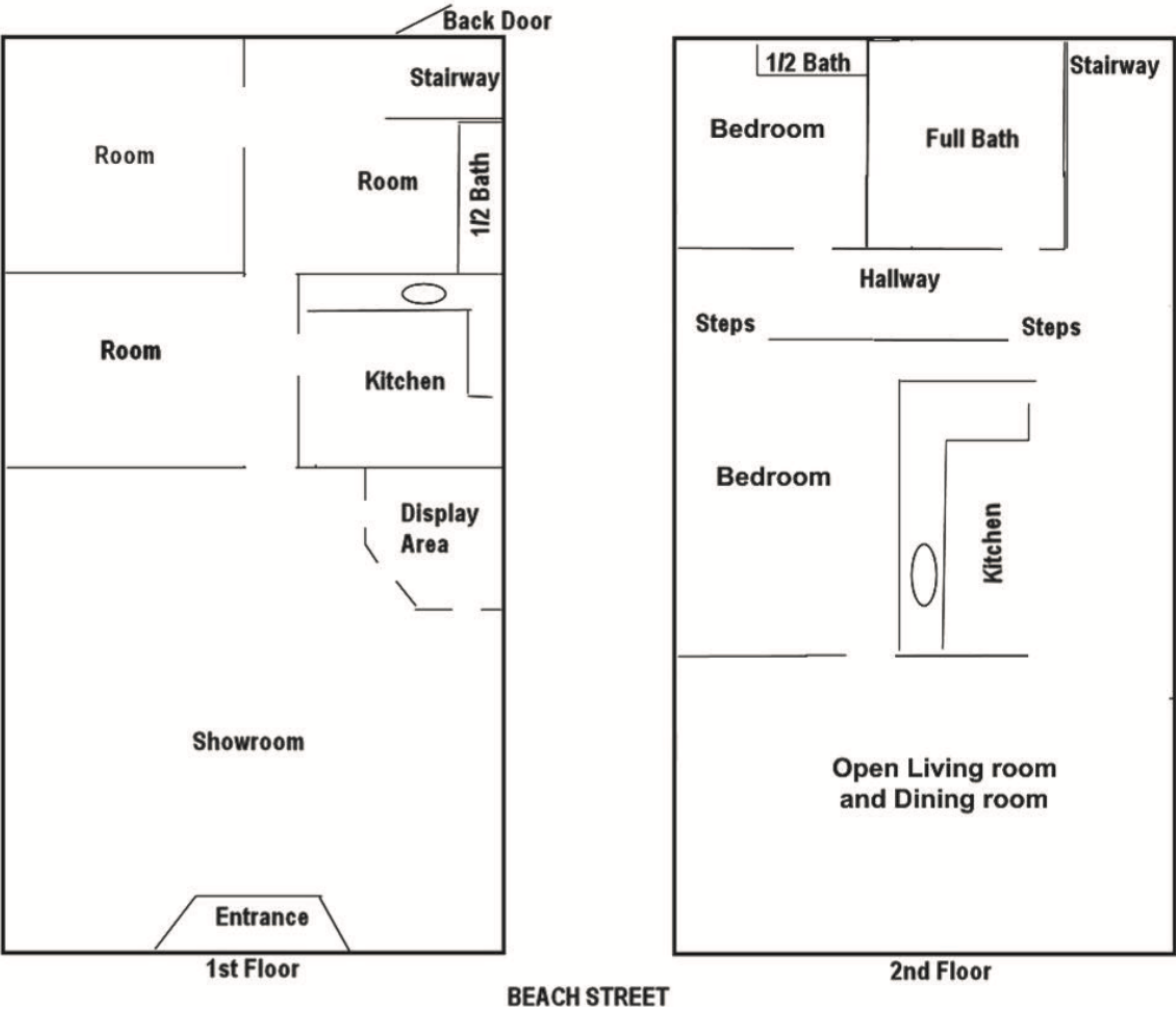 Back Door
Stairway
Room
Room
1/2 Bath
Room
Kitchen
Display
Area
Showroom
Entrance
1st Floor
1/2 Bath
Stairway
Bedroom
Full Bath
Hallway
Steps
Steps
Bedroom
Kitchen
Open Living room
and Dining room
2nd Floor
BEACH STREET